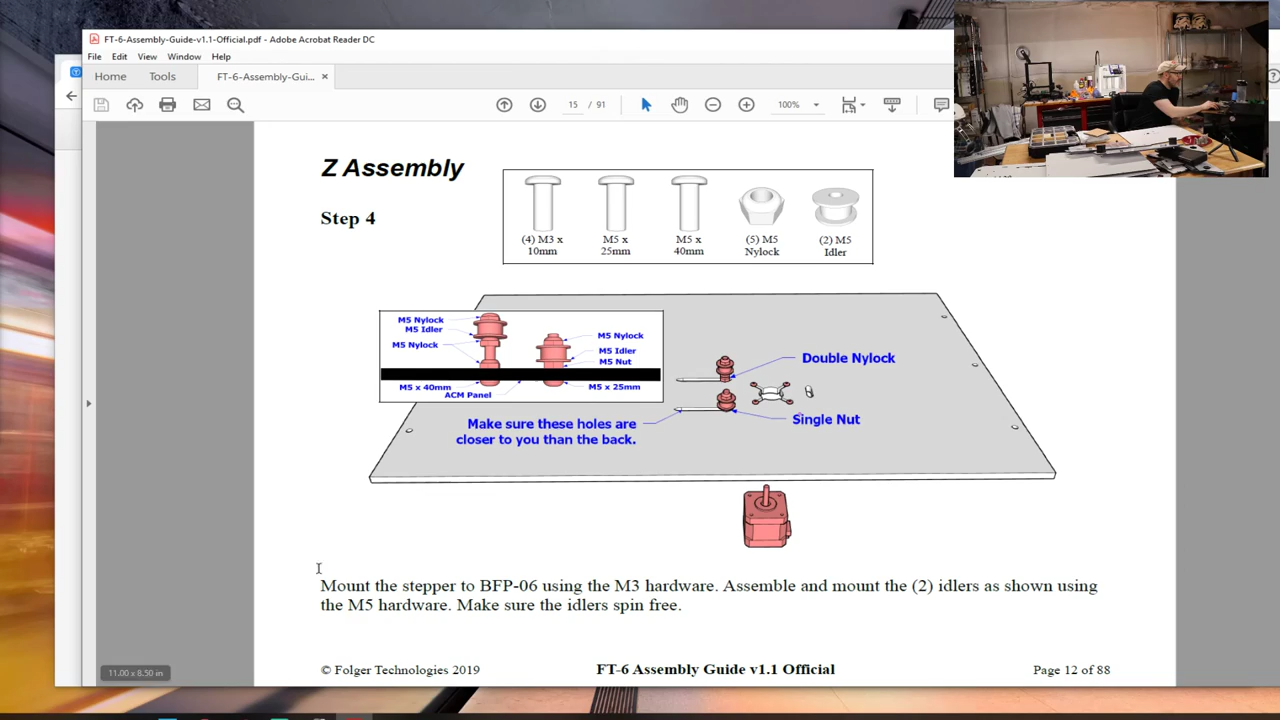 FT-6-Assembly-Guide-v1.1-Official.pdf - Adobe Acrobat Reader DC
File Edit View Window Help
Home Tools FT-6-Assembly-Gui... ×
15 / 91 100%
Z Assembly
Step 4
(4) M3 x
10mm
M5 x
25mm
M5 x
40mm
(5) M5
Nylock
(2) M5
Idler
M5 Nylock
M5 Idler
M5 Nylock
M5 x 40mm
ACM Panel
M5 Nylock
M5 Idler
M5 Nut
M5 x 25mm
Double Nylock
Single Nut
Make sure these holes are
closer to you than the back.
Mount the stepper to BFP-06 using the M3 hardware. Assemble and mount the (2) idlers as shown using
the M5 hardware. Make sure the idlers spin free.
11.00 x 8.50 in
© Folger Technologies 2019 FT-6 Assembly Guide v1.1 Official Page 12 of 88